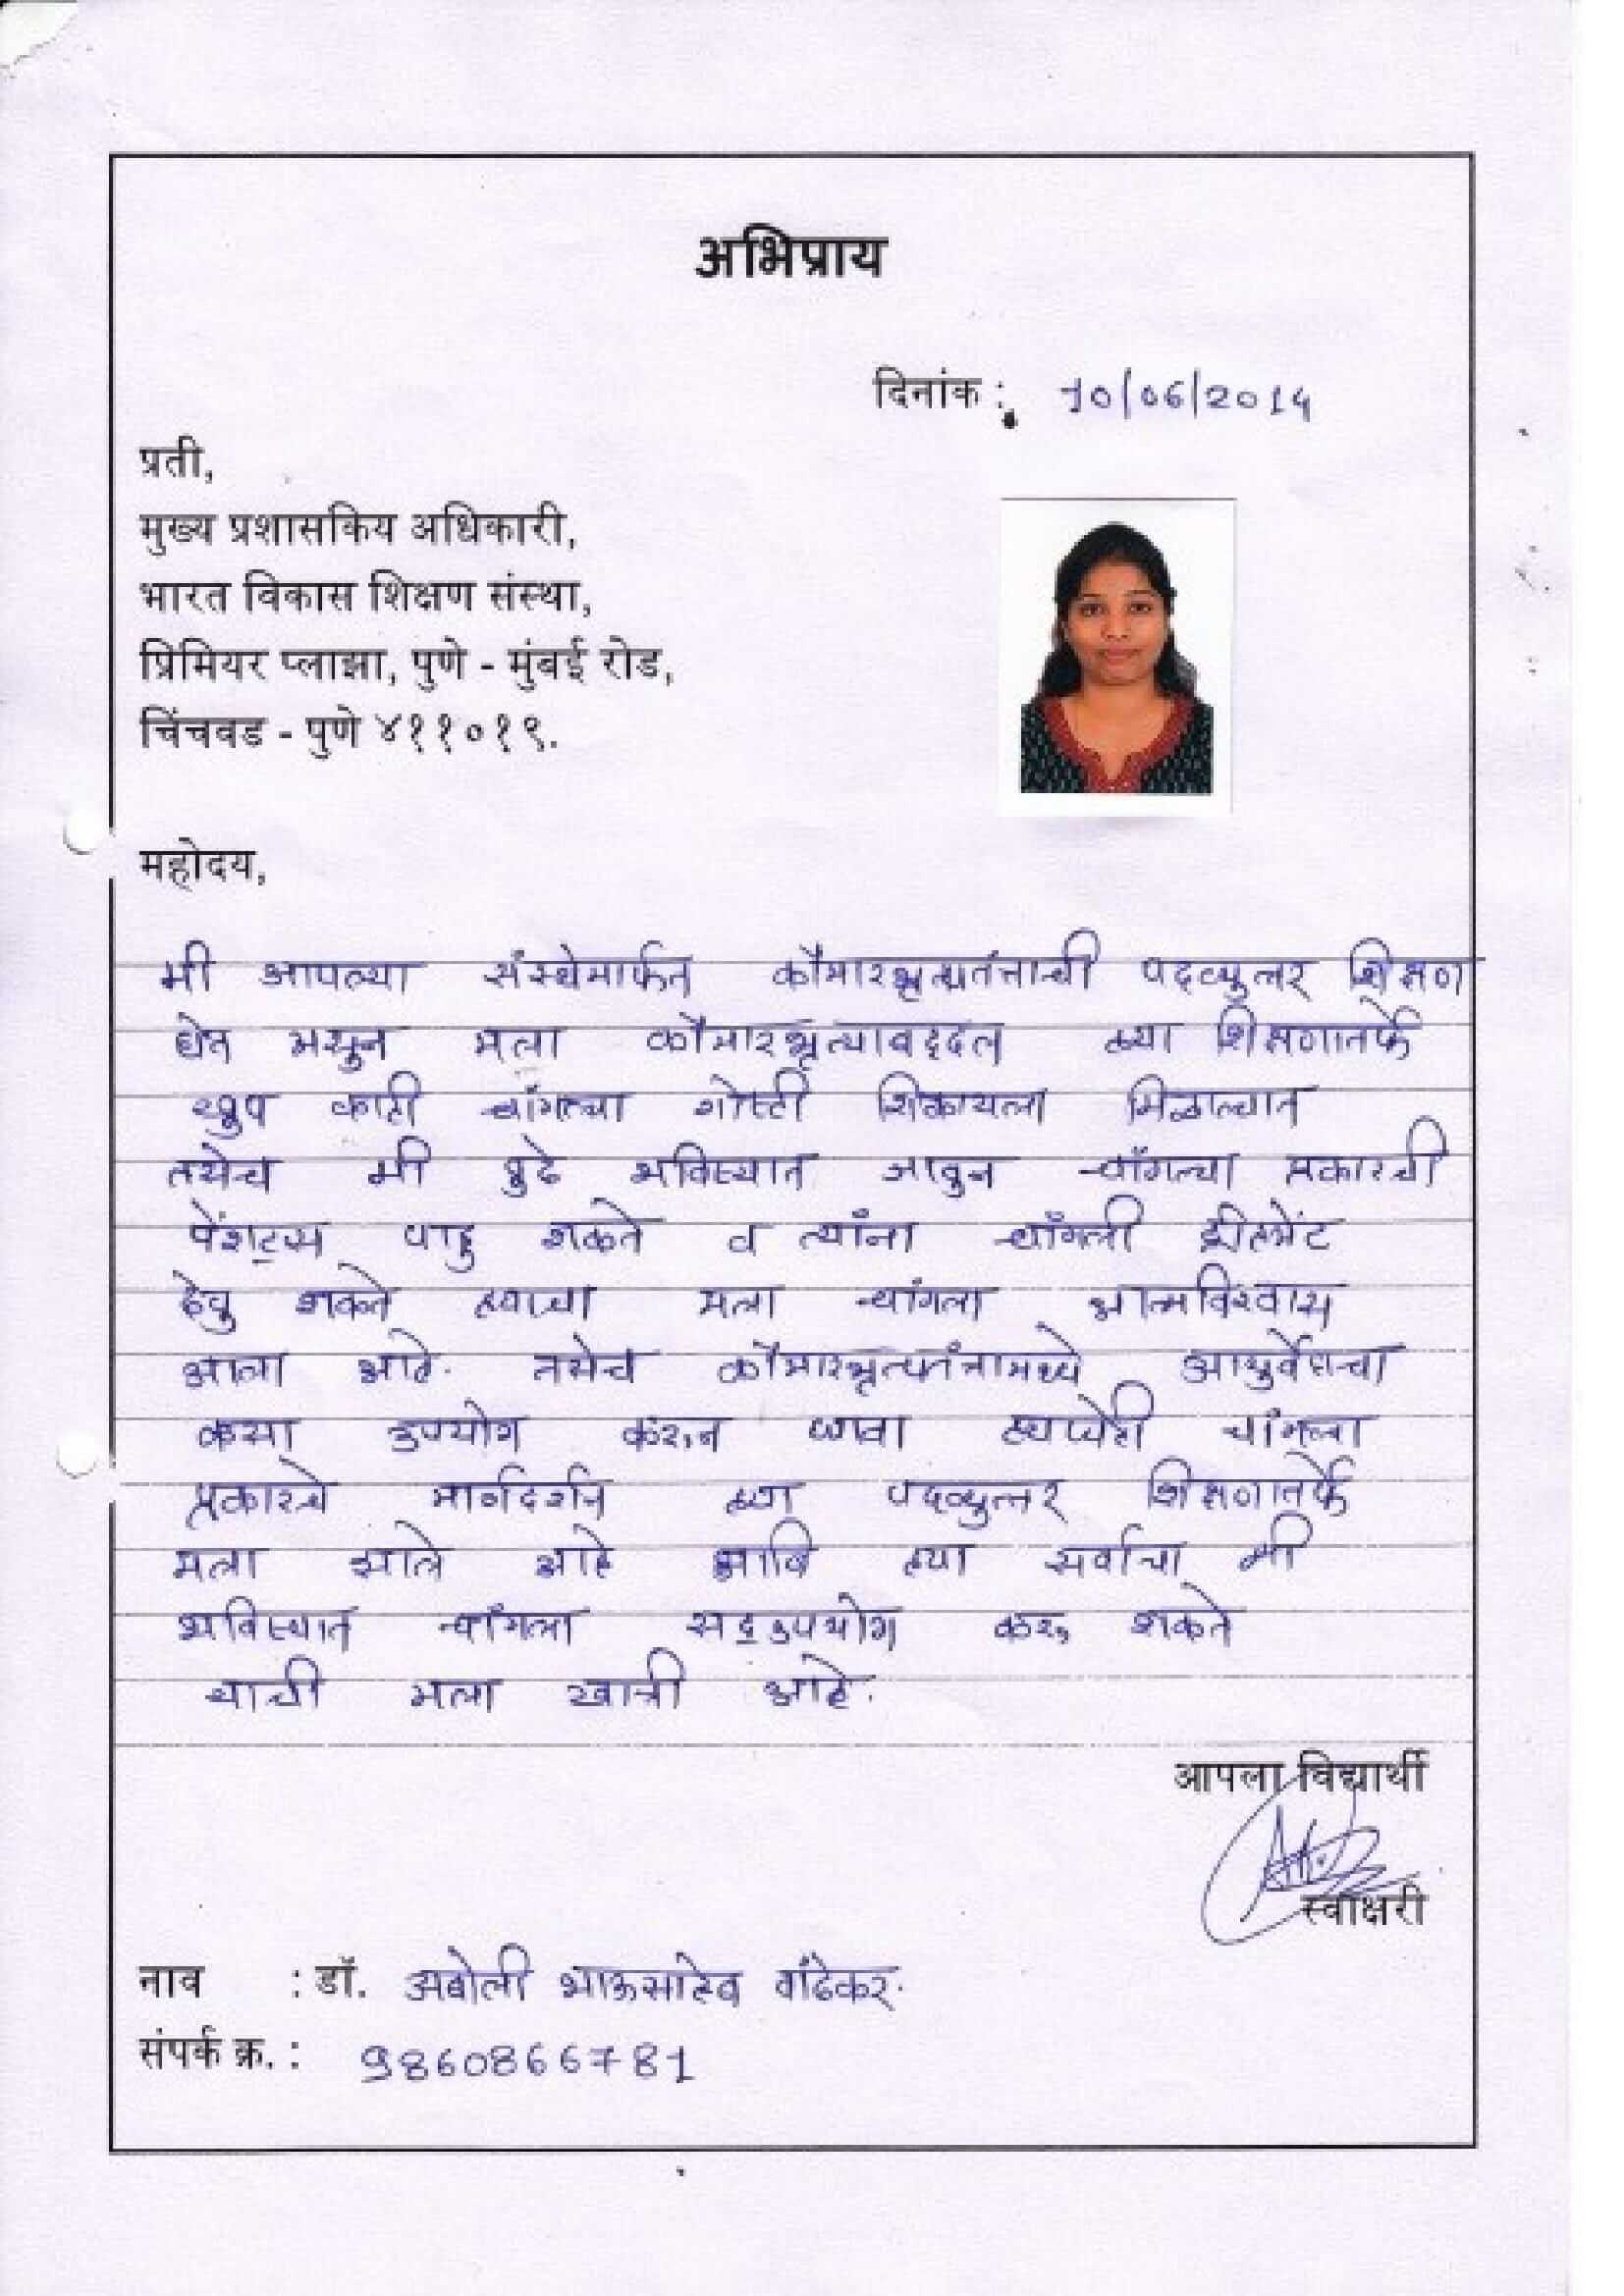 अभिप्राय
दिनांक : 10/06/2014
प्रती,
मुख्य प्रशासकिय अधिकारी,
भारत विकास शिक्षण संस्था,
प्रिमियर प्लाझा, पुणे - मुंबई रोड,
चिंचवड - पुणे ४११०१९.
महोदय,
मी आपल्या संस्थेमार्फत कौमारभृत्यतंत्राची पदव्युत्तर शिक्षण
घेत असुन मला कौमारभृत्याबद्दल ह्या शिक्षणातर्फे
खुप काही चांगल्या गोष्टी शिकायला मिळाल्यात
तसेच मी पुढे भविष्यात जावुन चांगल्या प्रकारची
पेंशट्स पाहु शकते व त्यांना चांगली ट्रीटमेंट
देवु शकते ह्याचा मला चांगला आत्मविश्वास
आला आहे. तसेच कौमारभृत्यतंत्रामध्ये आयुर्वेदाचा
कसा उपयोग करुन घ्यावा ह्याचेही चांगल्या
प्रकारचे मार्गदर्शन ह्या पदव्युत्तर शिक्षणातर्फे
मला झाले आहे आणि ह्या सर्वाचा मी
भविष्यात चांगला सद्उपयोग करु शकते
याची मला खात्री आहे.
आपला विद्यार्थी
स्वाक्षरी
नाव : डॉ. अबोली भाऊसाहेब वांढेकर.
संपर्क क्र. : 9860866781